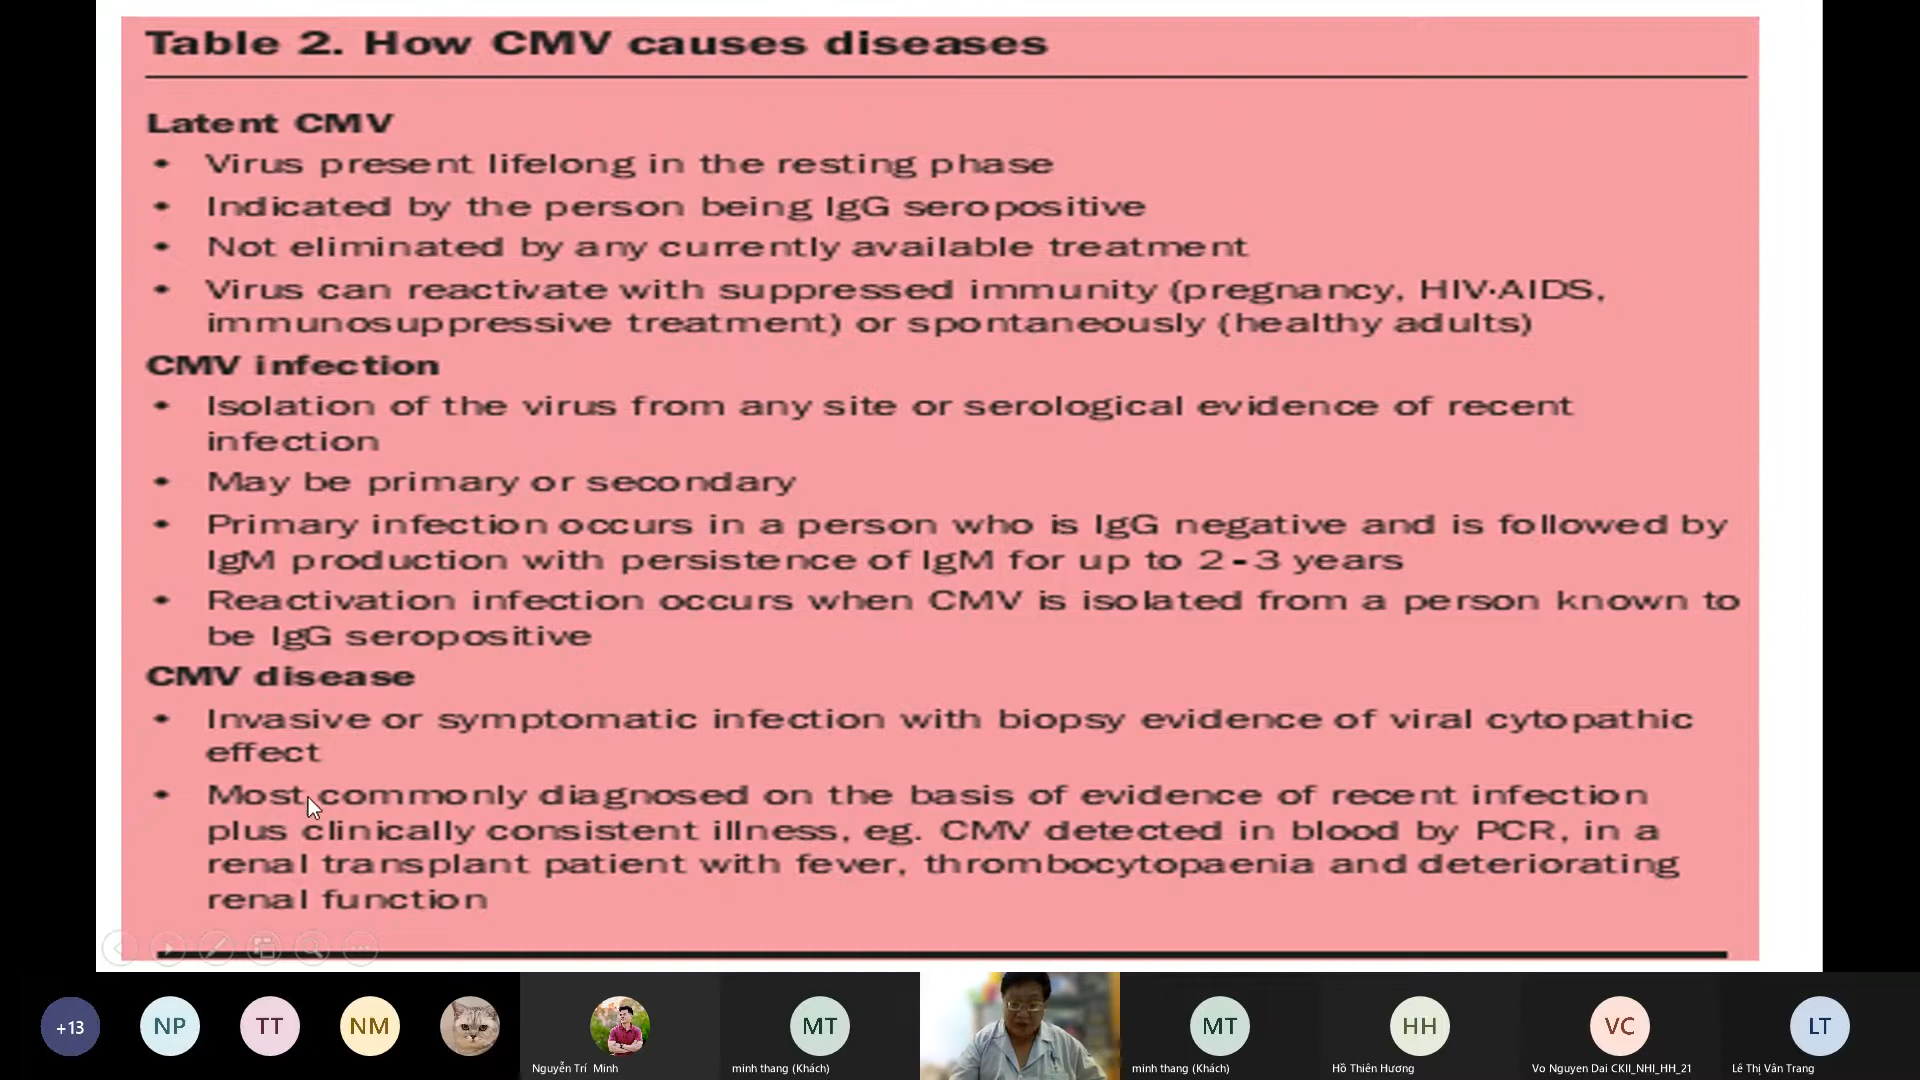 Table 2. How CMV causes diseases
Latent CMV
• Virus present lifelong in the resting phase
• Indicated by the person being IgG seropositive
• Not eliminated by any currently available treatment
• Virus can reactivate with suppressed immunity (pregnancy, HIV·AIDS,
immunosuppressive treatment) or spontaneously (healthy adults)
CMV infection
• Isolation of the virus from any site or serological evidence of recent
infection
• May be primary or secondary
• Primary infection occurs in a person who is IgG negative and is followed by
IgM production with persistence of IgM for up to 2-3 years
• Reactivation infection occurs when CMV is isolated from a person known to
be IgG seropositive
CMV disease
• Invasive or symptomatic infection with biopsy evidence of viral cytopathic
effect
• Most commonly diagnosed on the basis of evidence of recent infection
plus clinically consistent illness, eg. CMV detected in blood by PCR, in a
renal transplant patient with fever, thrombocytopaenia and deteriorating
renal function
+13 NP TT NM MT MT HH VC LT
Nguyễn Trí Minh minh thang (Khách) minh thang (Khách) Hồ Thiên Hương Vo Nguyen Dai CKII_NHI_HH_21 Lê Thị Vân Trang